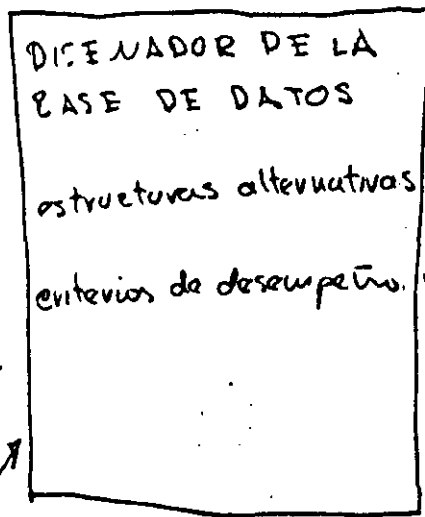 DISEÑADOR DE LA
BASE DE DATOS
estructuras alternativas
criterios de desempeño.